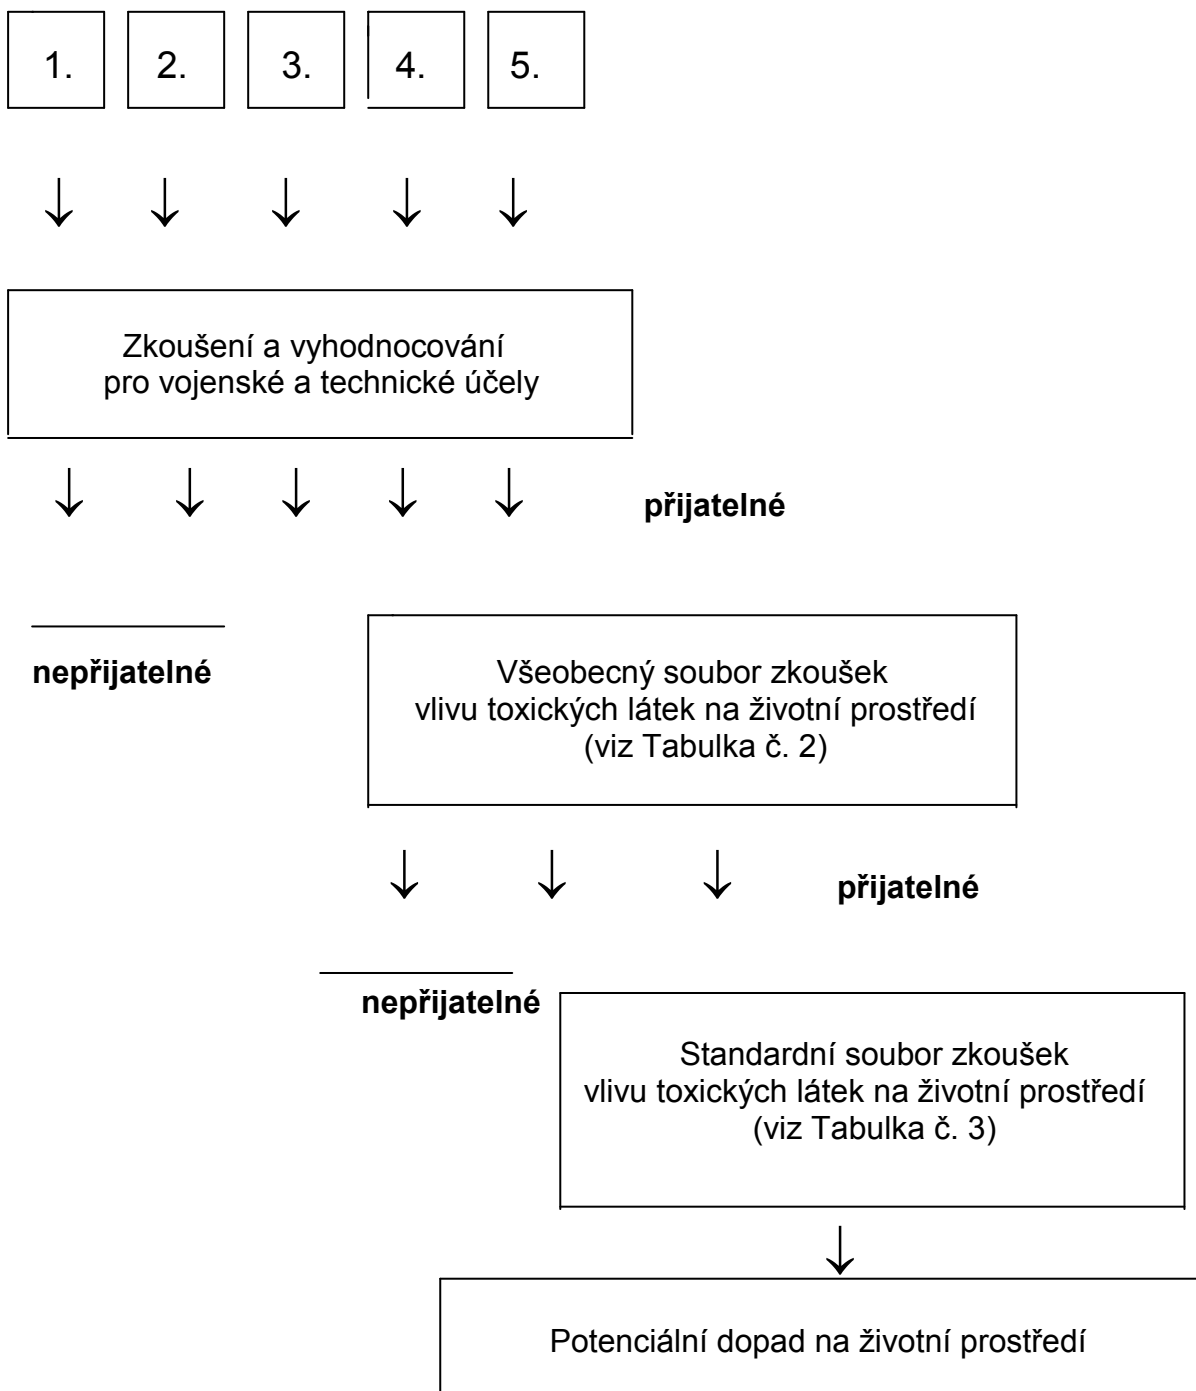 1. 2. 3. 4. 5.
Zkoušení a vyhodnocování
pro vojenské a technické účely
přijatelné
nepřijatelné
Všeobecný soubor zkoušek
vlivu toxických látek na životní prostředí
(viz Tabulka č. 2)
přijatelné
nepřijatelné
Standardní soubor zkoušek
vlivu toxických látek na životní prostředí
(viz Tabulka č. 3)
Potenciální dopad na životní prostředí